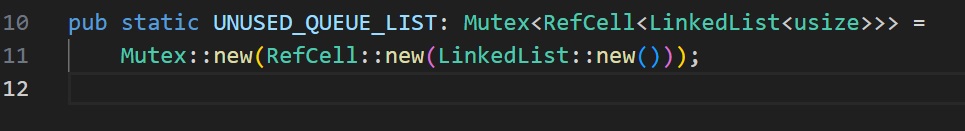 10 pub static UNUSED_QUEUE_LIST: Mutex<RefCell<LinkedList<usize>>> =
11 Mutex::new(RefCell::new(LinkedList::new()));
12